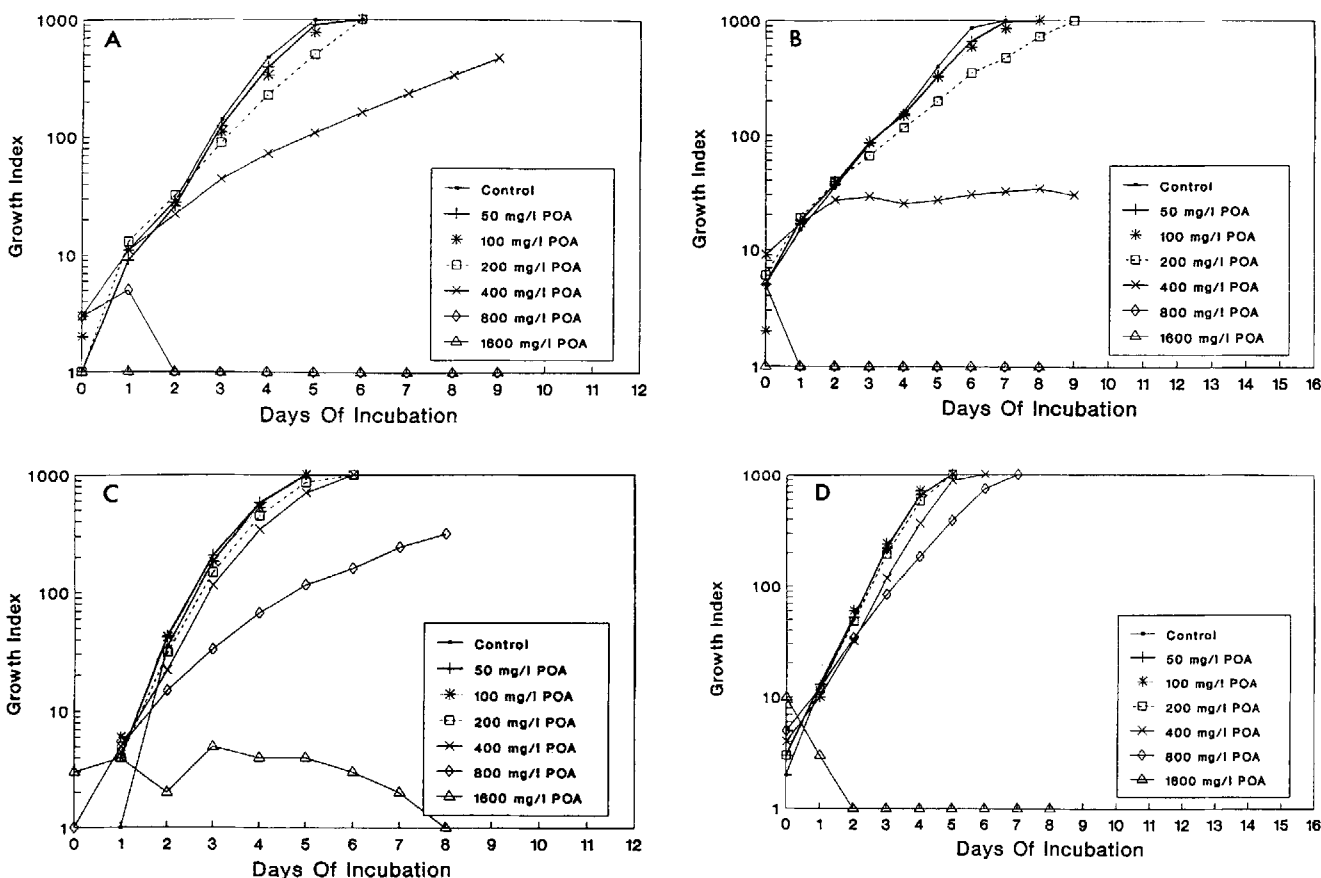 A
1000
100
10
1
Growth Index
Control
50 mg/l POA
100 mg/l POA
200 mg/l POA
400 mg/l POA
800 mg/l POA
1600 mg/l POA
0 1 2 3 4 5 6 7 8 9 10 11 12
Days Of Incubation
B
1000
100
10
1
Growth Index
Control
50 mg/l POA
100 mg/l POA
200 mg/l POA
400 mg/l POA
800 mg/l POA
1600 mg/l POA
0 1 2 3 4 5 6 7 8 9 10 11 12 13 14 15 16
Days Of Incubation
C
1000
100
10
1
Growth Index
Control
50 mg/l POA
100 mg/l POA
200 mg/l POA
400 mg/l POA
800 mg/l POA
1600 mg/l POA
0 1 2 3 4 5 6 7 8 9 10 11 12
Days Of Incubation
D
1000
100
10
1
Growth Index
Control
50 mg/l POA
100 mg/l POA
200 mg/l POA
400 mg/l POA
800 mg/l POA
1600 mg/l POA
0 1 2 3 4 5 6 7 8 9 10 11 12 13 14 15 16
Days Of Incubation